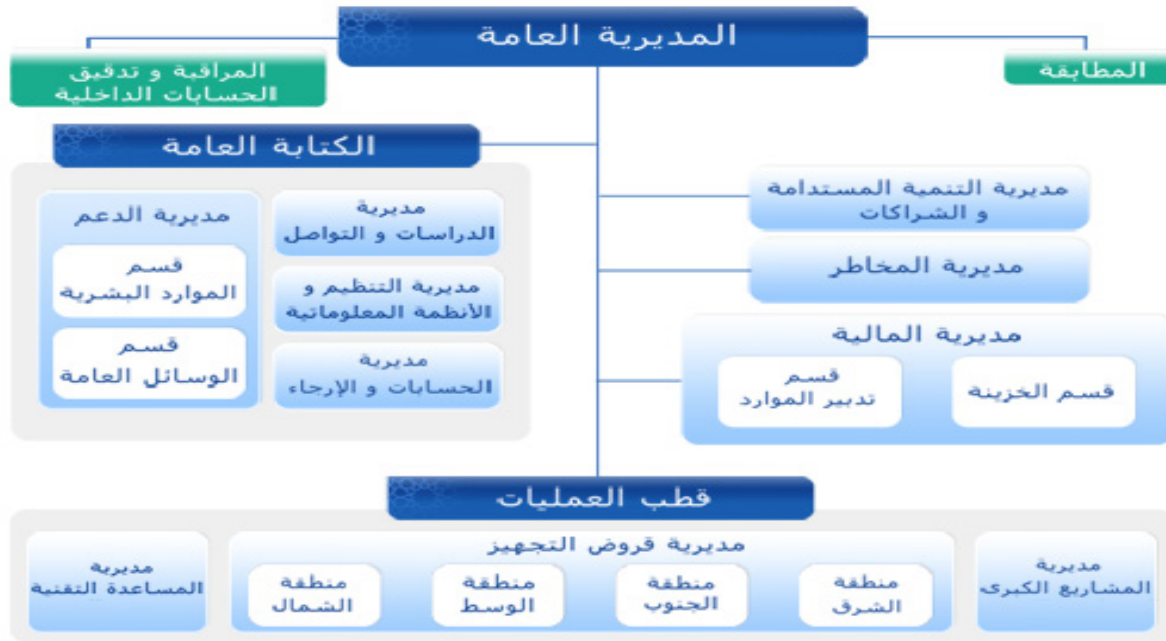 المديرية العامة
المطابقة
المراقبة و تدقيق
الحسابات الداخلية
الكتابة العامة
مديرية التنمية المستدامة
و الشراكات
مديرية المخاطر
مديرية المالية
قسم الخزينة
قسم
تدبير الموارد
مديرية
الدراسات و التواصل
مديرية التنظيم و
الأنظمة المعلوماتية
مديرية
الحسابات و الإرجاء
مديرية الدعم
قسم
الموارد البشرية
قسم
الوسائل العامة
قطب العمليات
مديرية
المشاريع الكبرى
مديرية قروض التجهيز
منطقة
الشرق
منطقة
الجنوب
منطقة
الوسط
منطقة
الشمال
مديرية
المساعدة التقنية